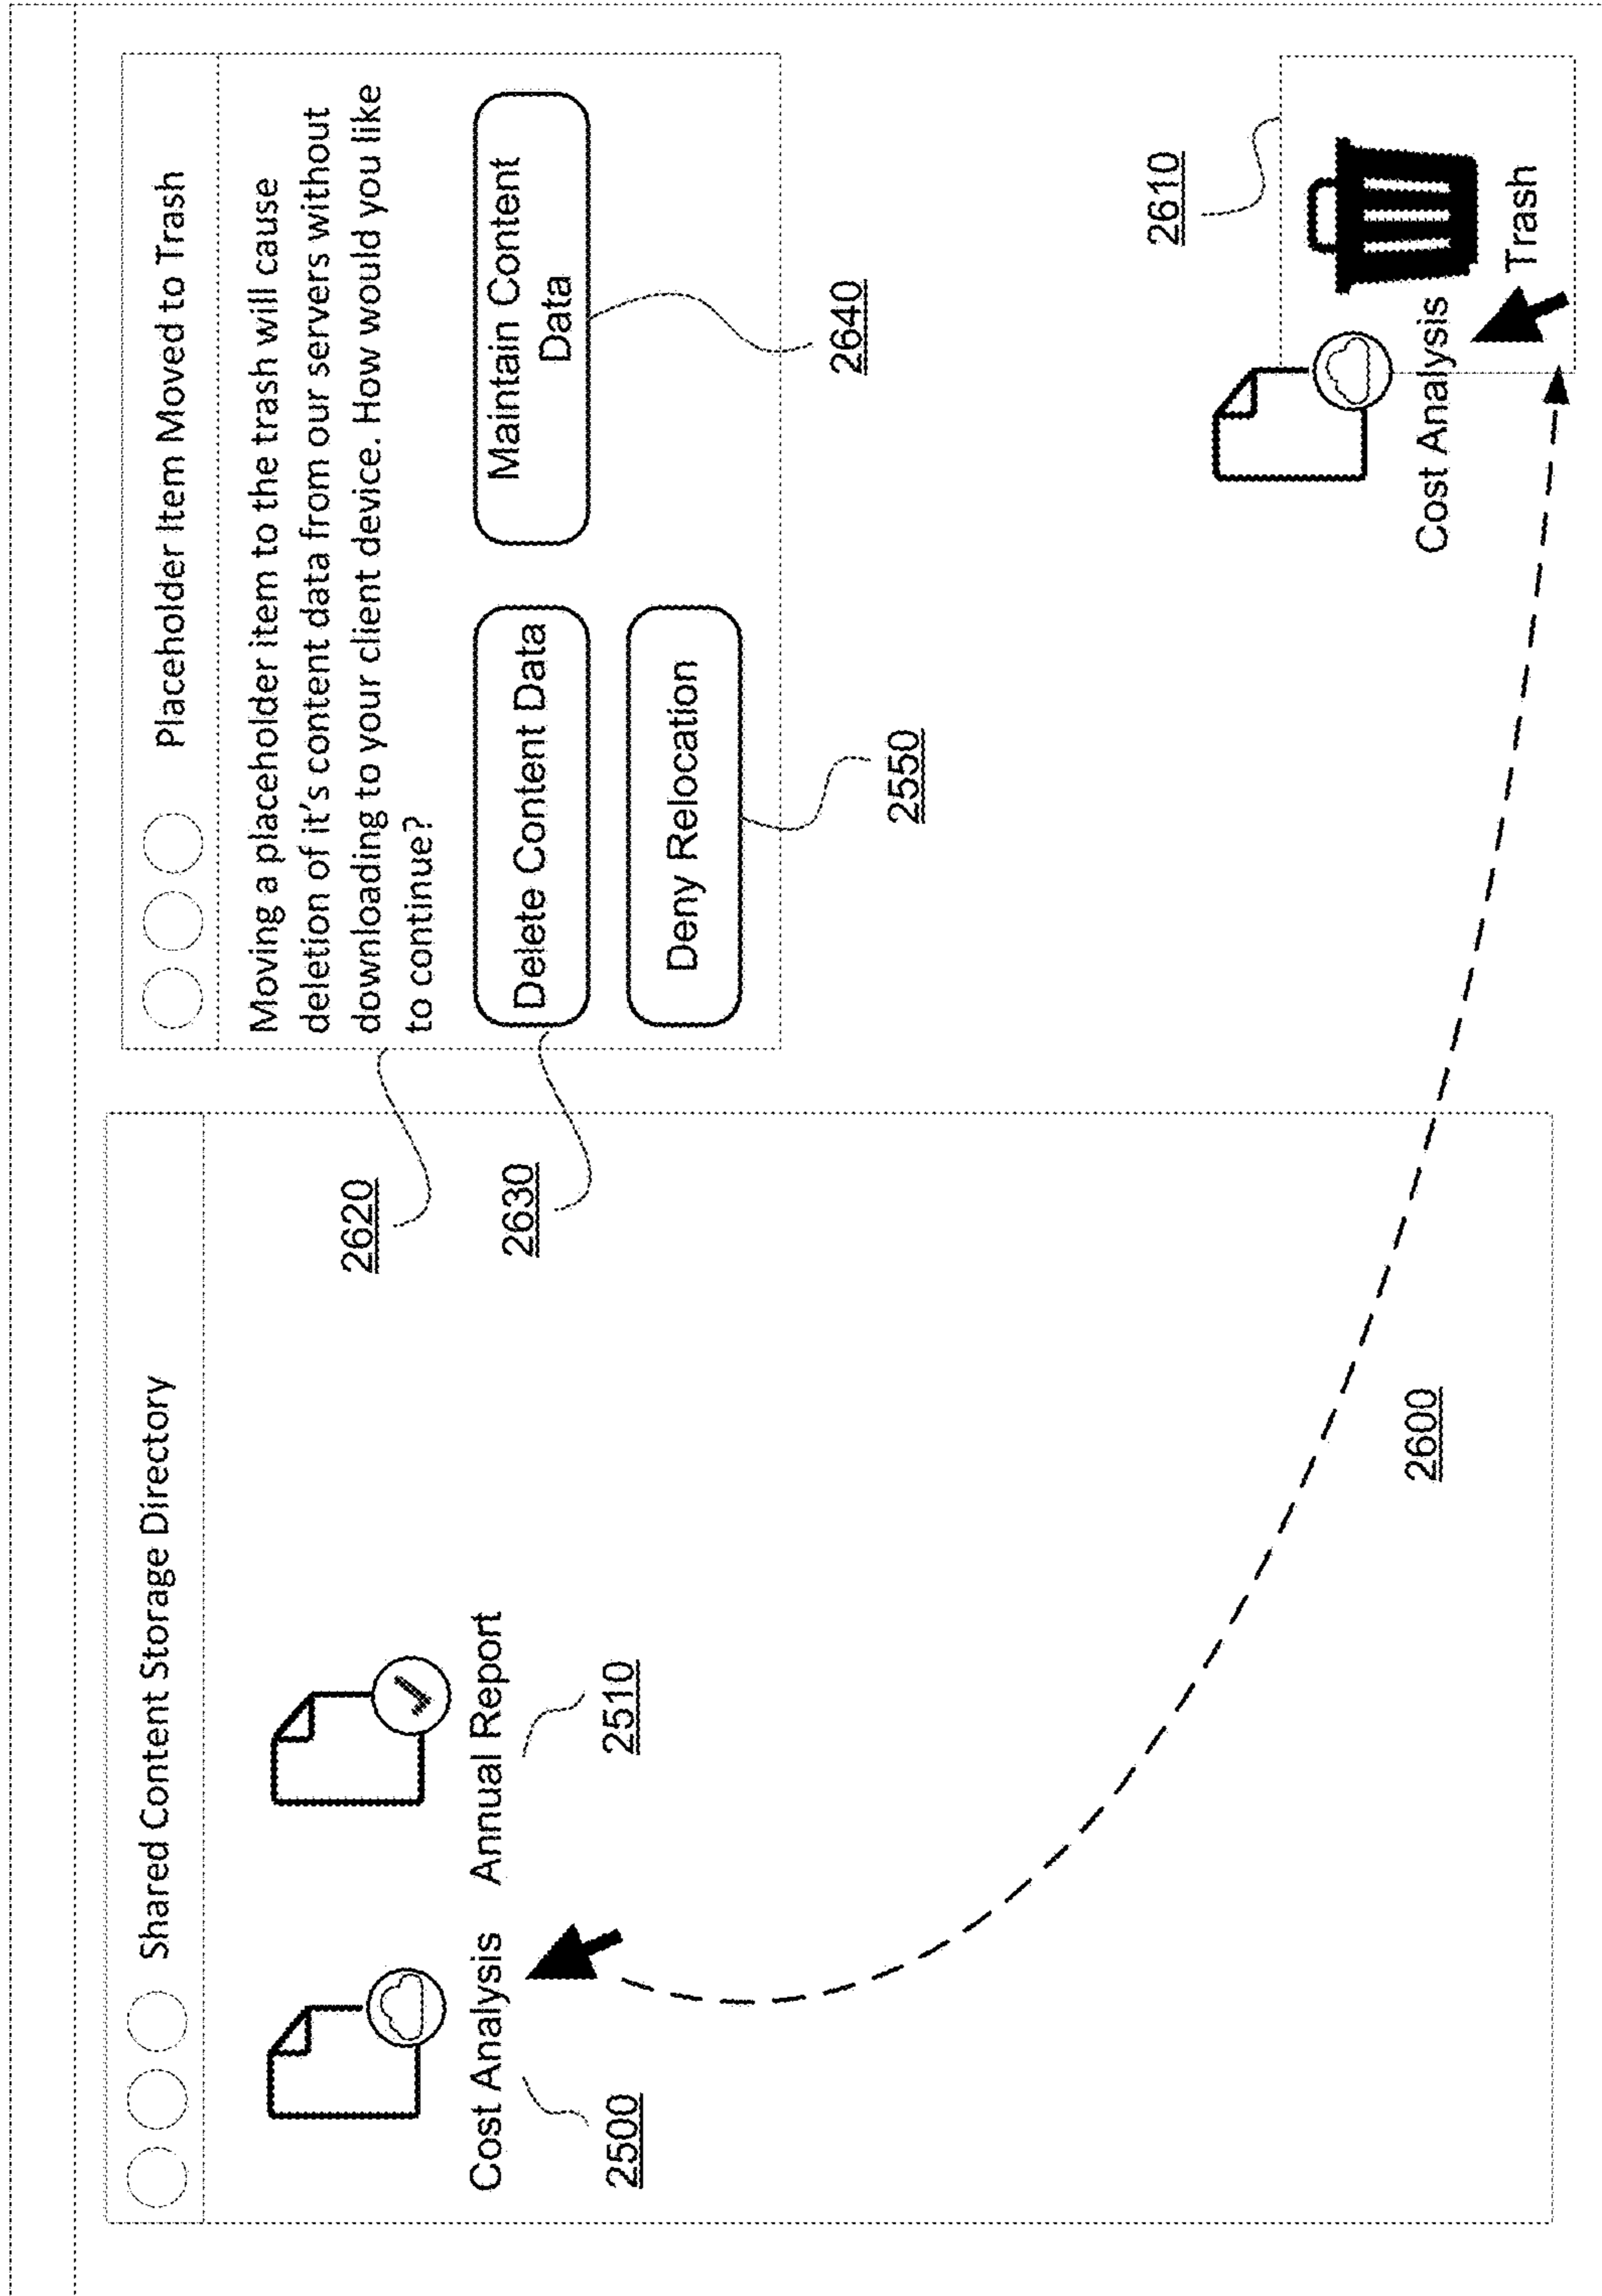 Shared Content Storage Directory
Cost Analysis
Annual Report
2500
2510
2600
2620
2630
Placeholder Item Moved to Trash
Moving a placeholder item to the trash will cause
deletion of it's content data from our servers without
downloading to your client device. How would you like
to continue?
Delete Content Data
Maintain Content
Data
Deny Relocation
2640
2550
2610
Cost Analysis
Trash